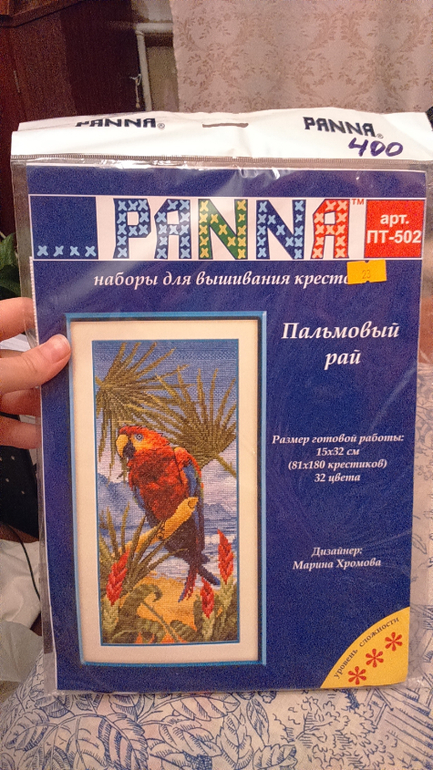 PANNA®
PANNA®
400
PANNA™
арт.
ПТ-502
наборы для вышивания кресто
Пальмовый
рай
Размер готовой работы:
15х32 см
(81х180 крестиков)
32 цвета
Дизайнер:
Марина Хромова
уровень сложности